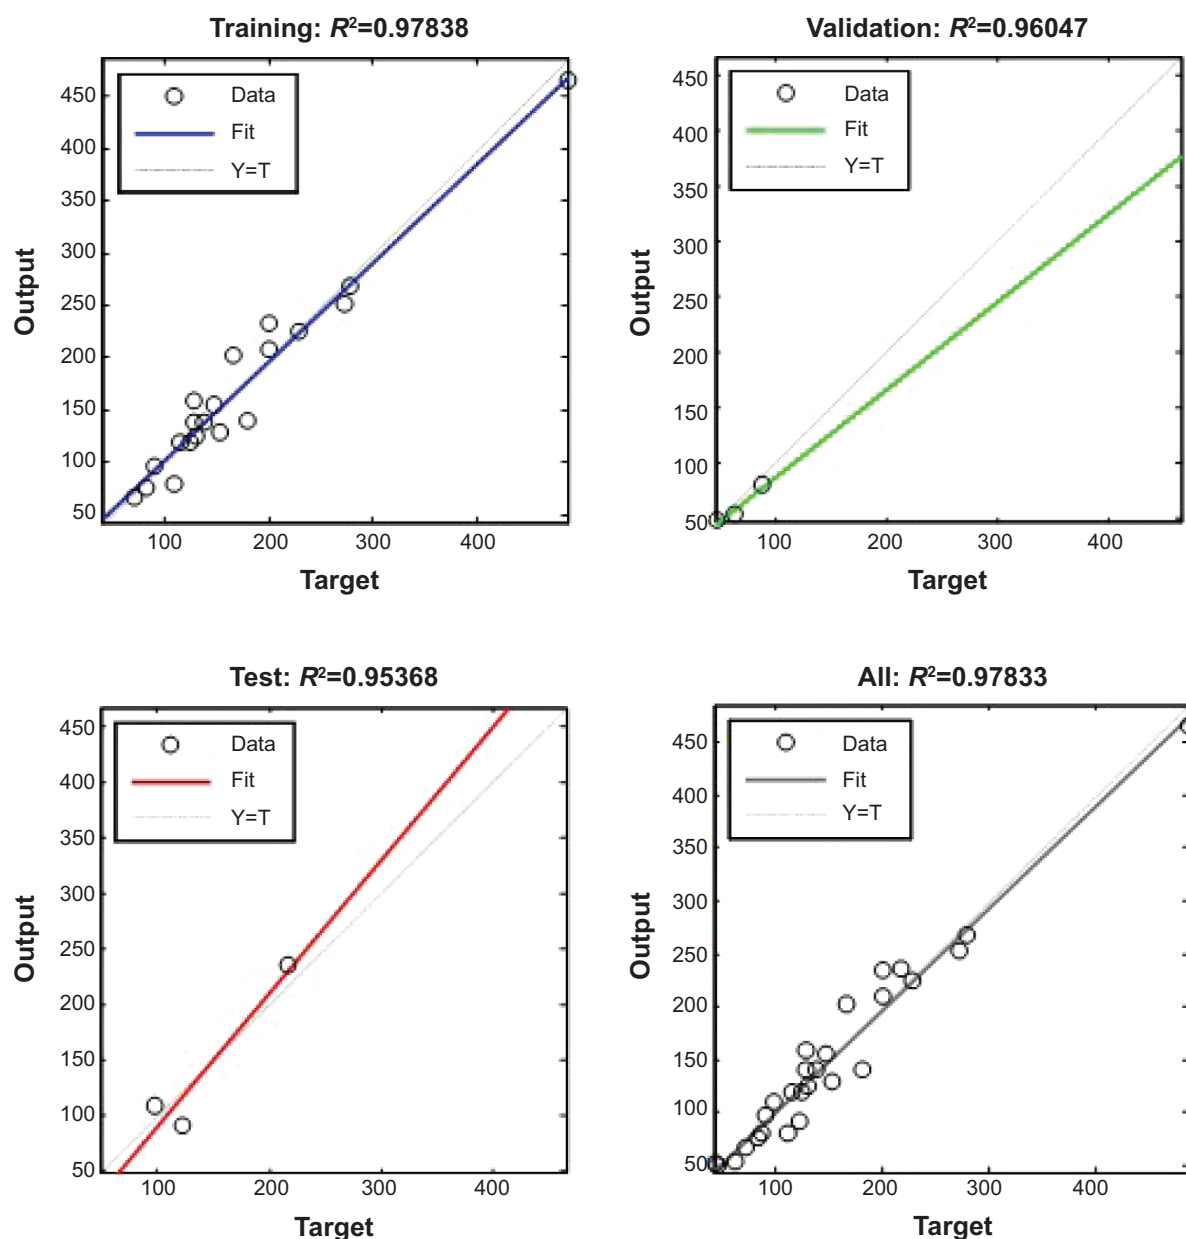 Training: R²=0.97838
450
400
350
300
250
200
150
100
50
Output
Data
Fit
Y=T
100 200 300 400
Target
Validation: R²=0.96047
450
400
350
300
250
200
150
100
50
Output
Data
Fit
Y=T
100 200 300 400
Target
Test: R²=0.95368
450
400
350
300
250
200
150
100
50
Output
Data
Fit
Y=T
100 200 300 400
Target
All: R²=0.97833
450
400
350
300
250
200
150
100
50
Output
Data
Fit
Y=T
100 200 300 400
Target